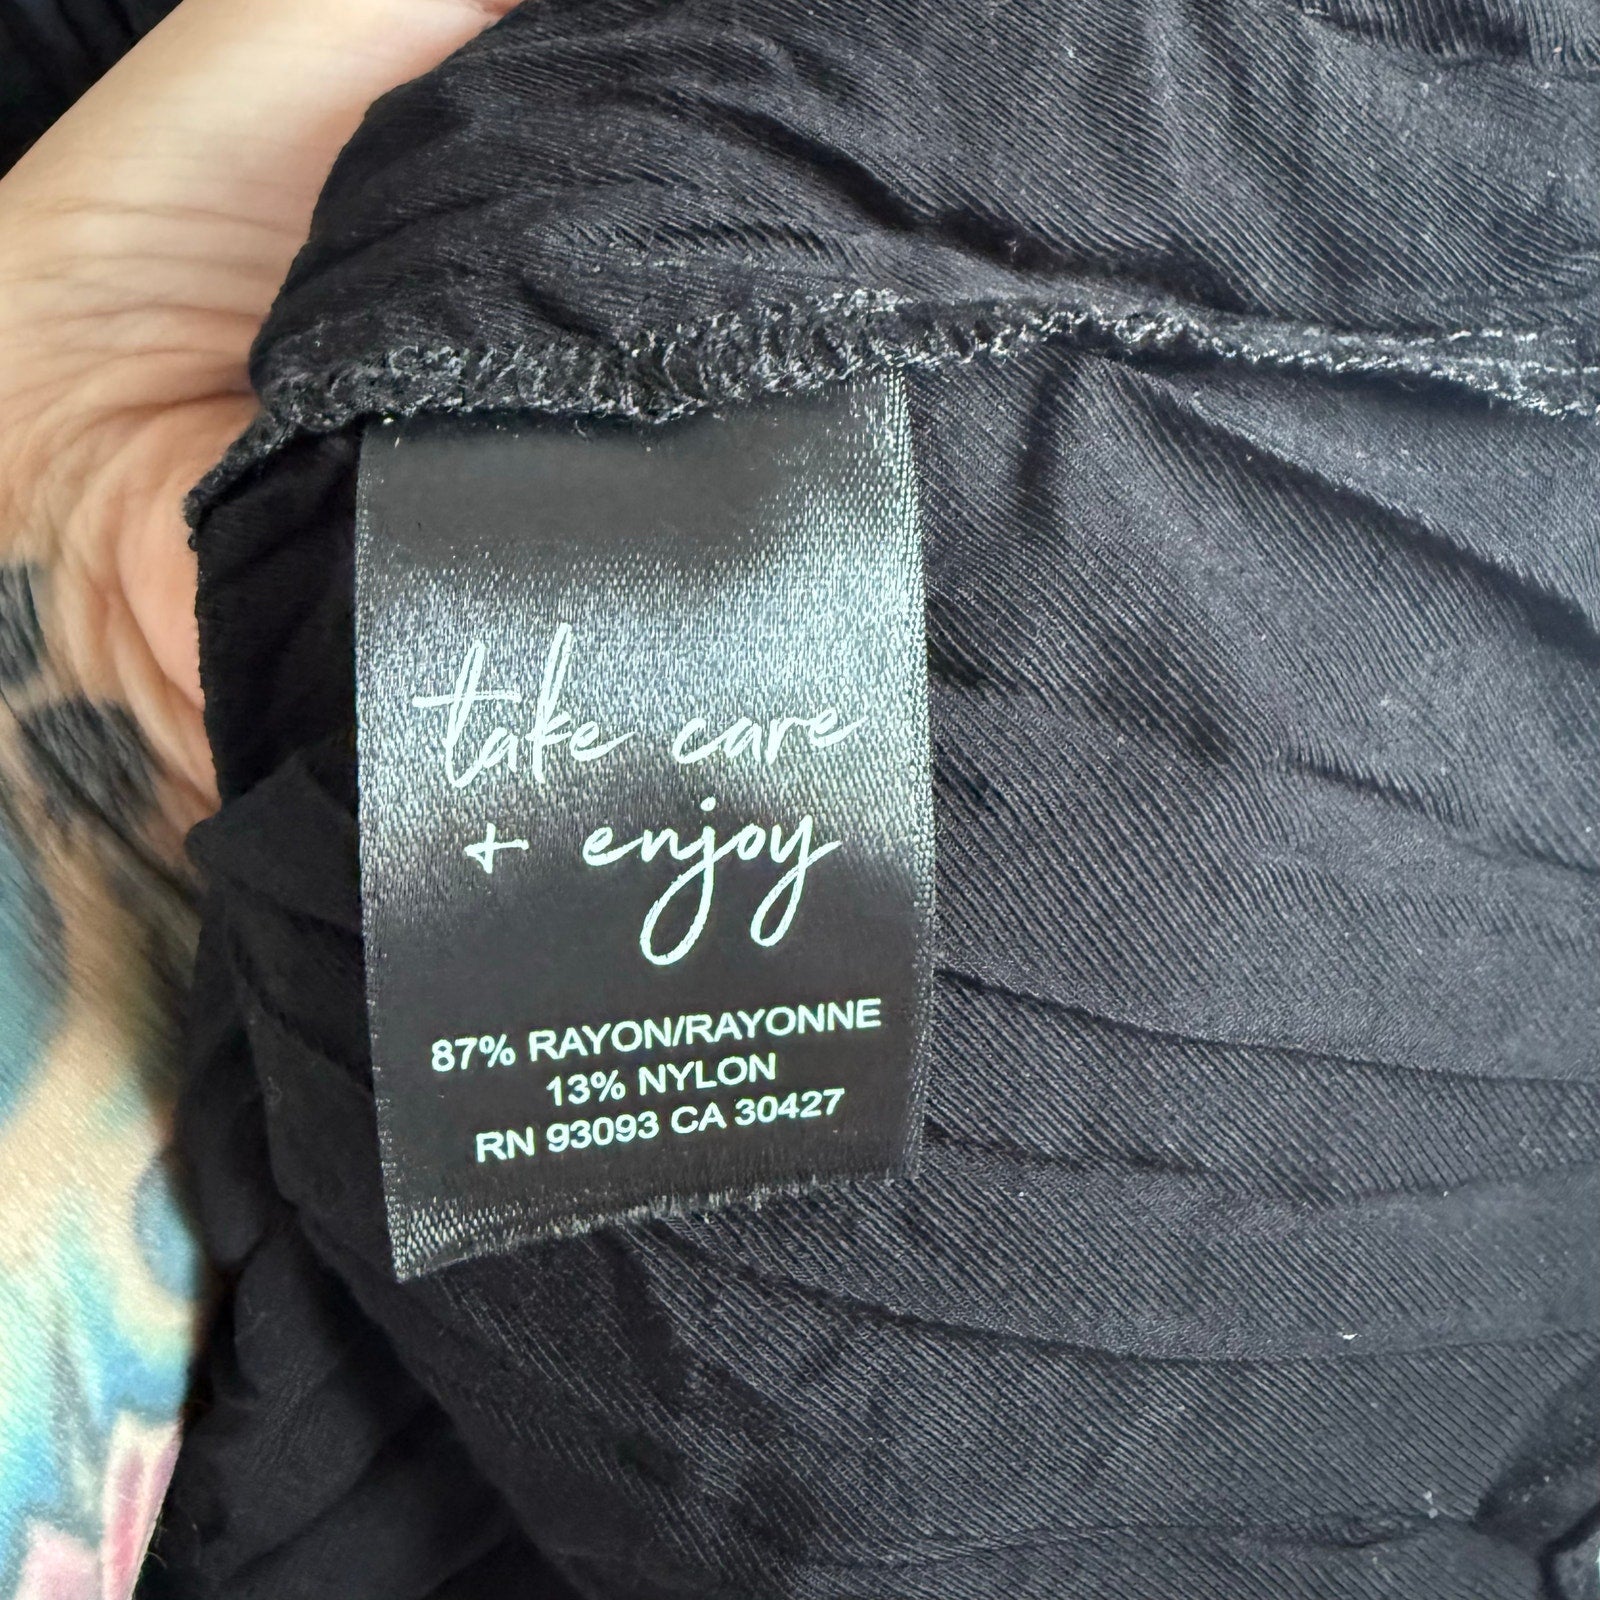 take care
+ enjoy
87% RAYON/RAYONNE
13% NYLON
RN 93093 CA 30427